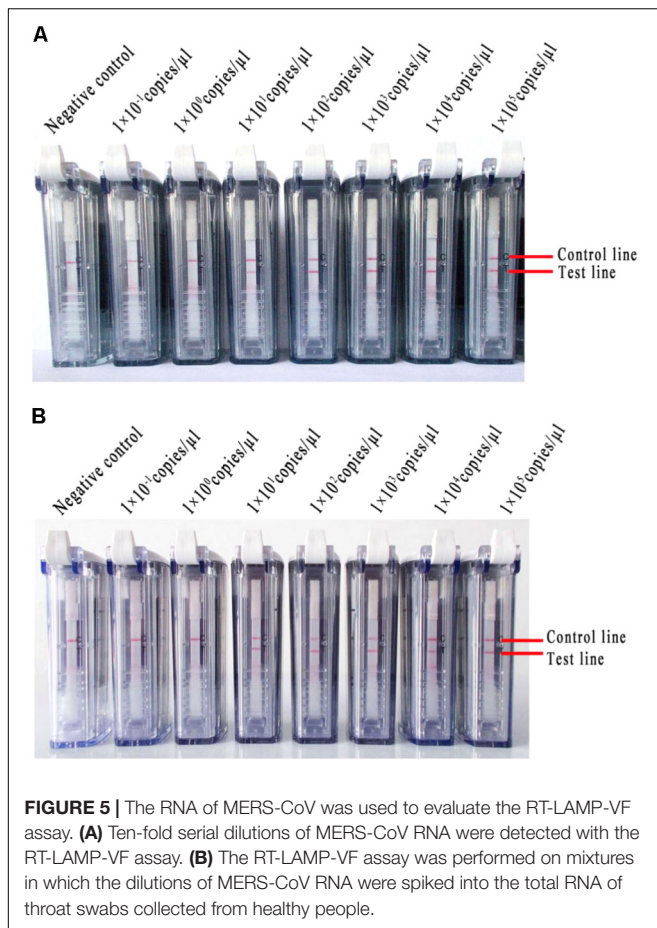 A
Negative control
1×10⁻¹copies/µl
1×10⁰copies/µl
1×10¹copies/µl
1×10²copies/µl
1×10³copies/µl
1×10⁴copies/µl
1×10⁵copies/µl
Control line
Test line
B
Negative control
1×10⁻¹copies/µl
1×10⁰copies/µl
1×10¹copies/µl
1×10²copies/µl
1×10³copies/µl
1×10⁴copies/µl
1×10⁵copies/µl
Control line
Test line
FIGURE 5 | The RNA of MERS-CoV was used to evaluate the RT-LAMP-VF
assay. (A) Ten-fold serial dilutions of MERS-CoV RNA were detected with the
RT-LAMP-VF assay. (B) The RT-LAMP-VF assay was performed on mixtures
in which the dilutions of MERS-CoV RNA were spiked into the total RNA of
throat swabs collected from healthy people.